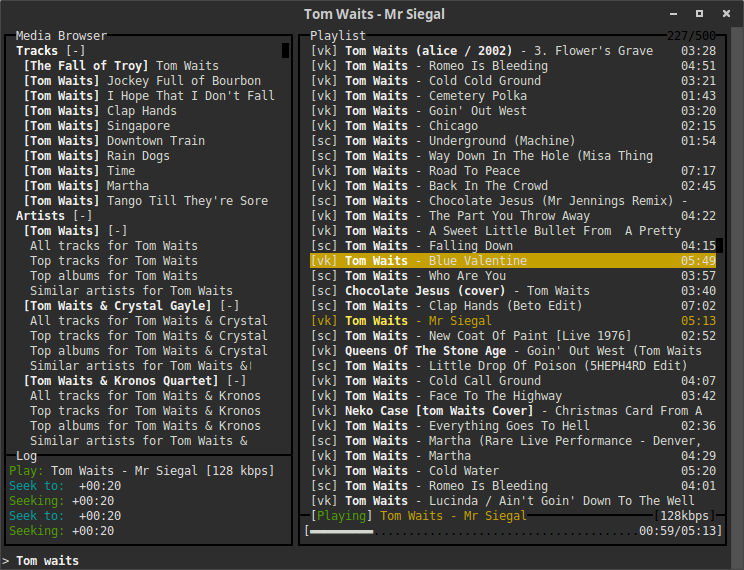 Tom Waits - Mr Siegal
Media Browser
Tracks [-]
[The Fall of Troy] Tom Waits
[Tom Waits] Jockey Full of Bourbon
[Tom Waits] I Hope That I Don't Fall
[Tom Waits] Clap Hands
[Tom Waits] Singapore
[Tom Waits] Downtown Train
[Tom Waits] Rain Dogs
[Tom Waits] Time
[Tom Waits] Martha
[Tom Waits] Tango Till They're Sore
Artists [-]
[Tom Waits] [-]
All tracks for Tom Waits
Top tracks for Tom Waits
Top albums for Tom Waits
Similar artists for Tom Waits
[Tom Waits & Crystal Gayle] [-]
All tracks for Tom Waits & Crystal
Top tracks for Tom Waits & Crystal
Top albums for Tom Waits & Crystal
Similar artists for Tom Waits &
[Tom Waits & Kronos Quartet] [-]
All tracks for Tom Waits & Kronos
Top tracks for Tom Waits & Kronos
Top albums for Tom Waits & Kronos
Similar artists for Tom Waits &
Log
Play: Tom Waits - Mr Siegal [128 kbps]
Seek to: +00:20
Seeking: +00:20
Seek to: +00:20
Seeking: +00:20
Playlist 227/500
[vk] Tom Waits (alice / 2002) - 3. Flower's Grave 03:28
[vk] Tom Waits - Romeo Is Bleeding 04:51
[vk] Tom Waits - Cold Cold Ground 03:21
[vk] Tom Waits - Cemetery Polka 01:43
[vk] Tom Waits - Goin' Out West 03:20
[vk] Tom Waits - Chicago 02:15
[sc] Tom Waits - Underground (Machine) 01:54
[sc] Tom Waits - Way Down In The Hole (Misa Thing
[vk] Tom Waits - Road To Peace 07:17
[vk] Tom Waits - Back In The Crowd 02:45
[sc] Tom Waits - Chocolate Jesus (Mr Jennings Remix) -
[vk] Tom Waits - The Part You Throw Away 04:22
[vk] Tom Waits - A Sweet Little Bullet From A Pretty
[sc] Tom Waits - Falling Down 04:15
[vk] Tom Waits - Blue Valentine 05:49
[sc] Tom Waits - Who Are You 03:57
[sc] Chocolate Jesus (cover) - Tom Waits 03:40
[sc] Tom Waits - Clap Hands (Beto Edit) 07:02
[vk] Tom Waits - Mr Siegal 05:13
[sc] Tom Waits - New Coat Of Paint [Live 1976] 02:52
[vk] Queens Of The Stone Age - Goin' Out West (Tom Waits
[sc] Tom Waits - Little Drop Of Poison (5HEPH4RD Edit)
[vk] Tom Waits - Cold Call Ground 04:07
[vk] Tom Waits - Face To The Highway 03:42
[vk] Neko Case [tom Waits Cover] - Christmas Card From A
[vk] Tom Waits - Everything Goes To Hell 02:36
[sc] Tom Waits - Martha (Rare Live Performance - Denver,
[vk] Tom Waits - Martha 04:29
[vk] Tom Waits - Cold Water 05:20
[sc] Tom Waits - Romeo Is Bleeding 04:01
[vk] Tom Waits - Lucinda / Ain't Goin' Down To The Well
[Playing] Tom Waits - Mr Siegal [128kbps]
00:59/05:13
> Tom waits